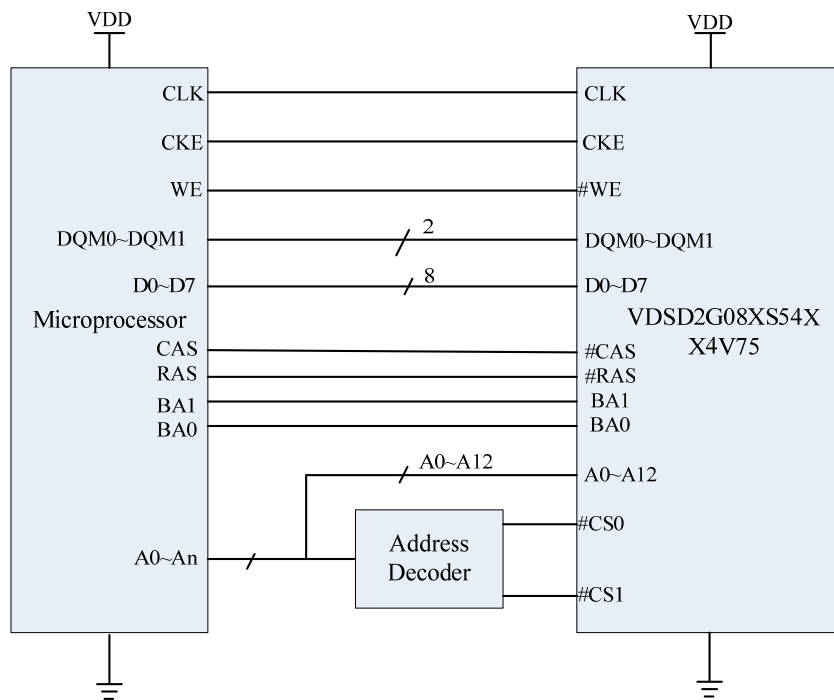 VDD
VDD
CLK
CLK
CKE
CKE
WE
#WE
DQM0~DQM1
2
DQM0~DQM1
D0~D7
8
D0~D7
Microprocessor
VDSD2G08XS54X
X4V75
CAS
#CAS
RAS
#RAS
BA1
BA1
BA0
BA0
A0~A12
A0~A12
A0~An
Address
Decoder
#CS0
#CS1